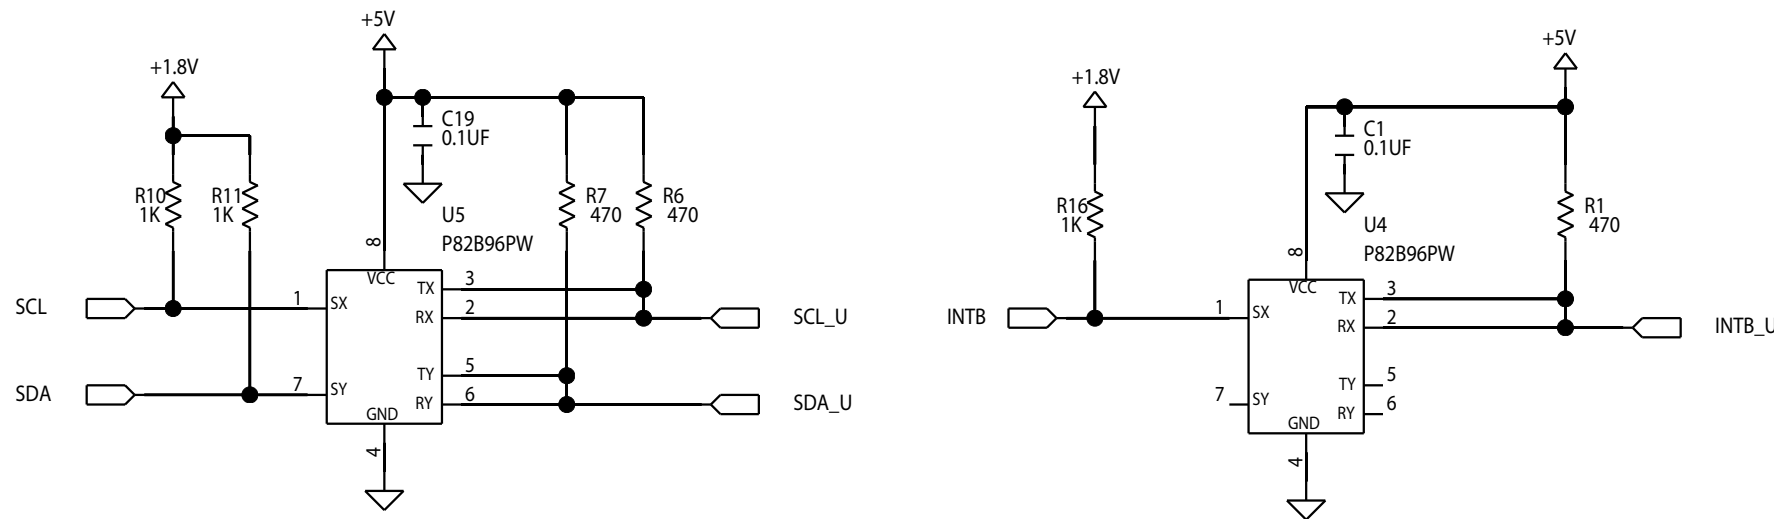 +5V
+1.8V
C19
0.1UF
R10
1K
R11
1K
R7
470
R6
470
U5
P82B96PW
8
VCC
SCL
1
SX
TX
3
RX
2
SCL_U
SDA
7
SY
TY
5
RY
6
SDA_U
GND
4
+5V
+1.8V
C1
0.1UF
R16
1K
R1
470
U4
P82B96PW
8
VCC
INTB
1
SX
TX
3
RX
2
INTB_U
7
SY
TY
5
RY
6
GND
4